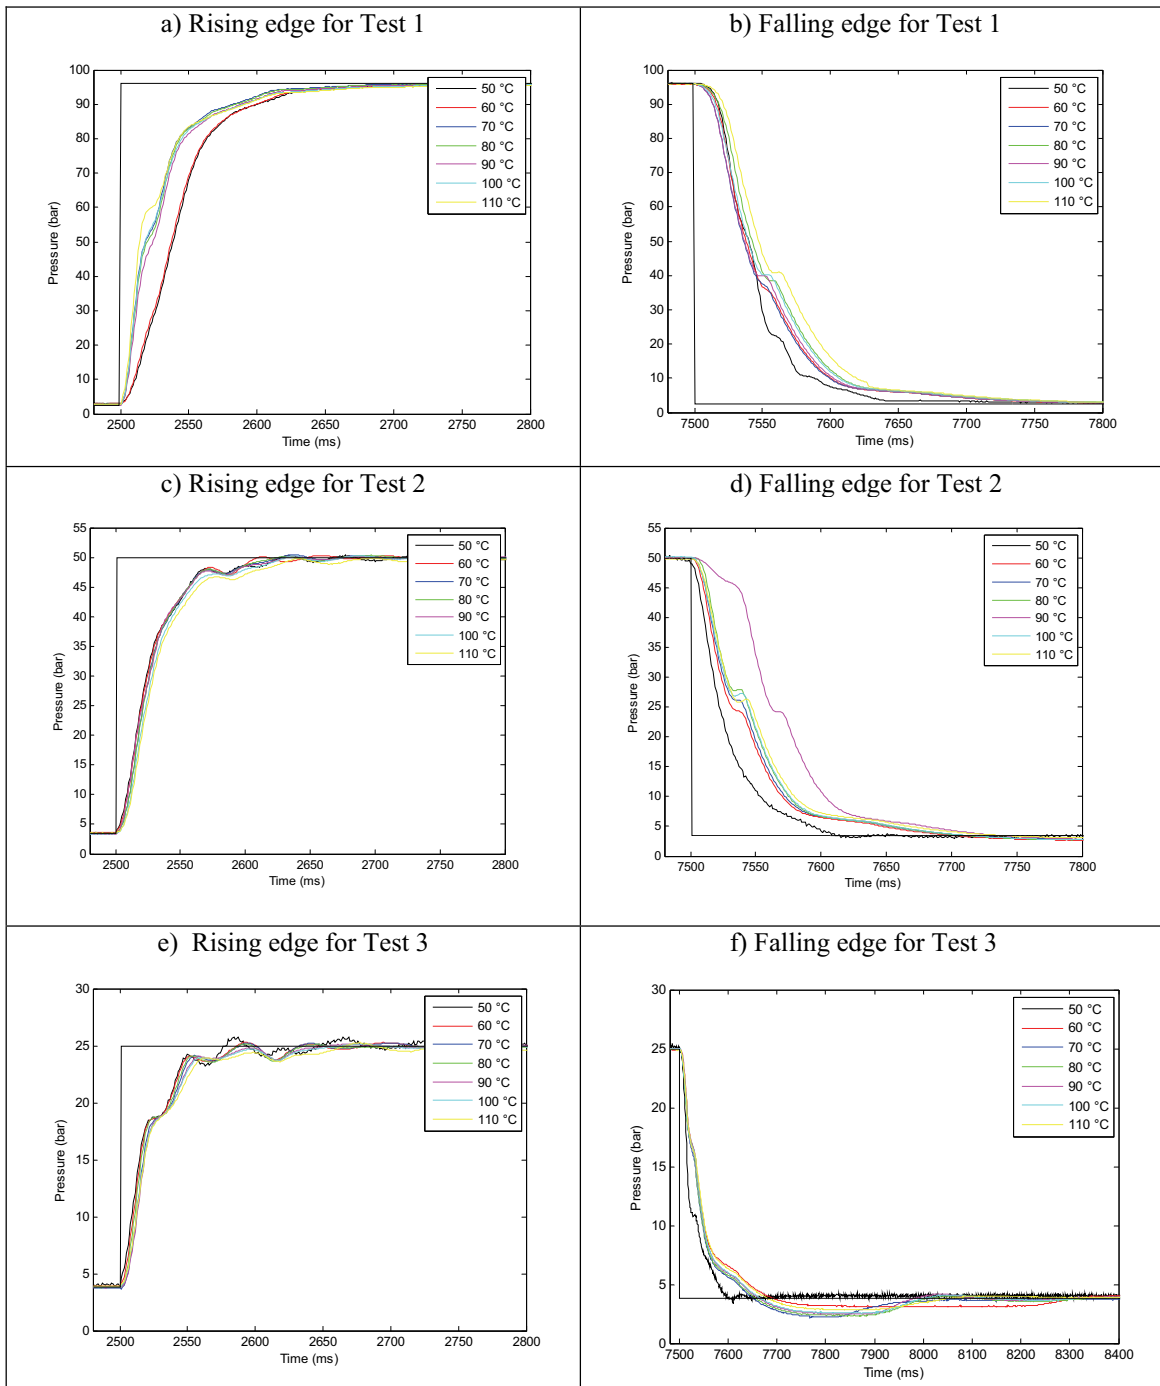 a) Rising edge for Test 1
100
90
80
70
60
50
40
30
20
10
0
Pressure (bar)
2500
2550
2600
2650
2700
2750
2800
Time (ms)
50 °C
60 °C
70 °C
80 °C
90 °C
100 °C
110 °C
b) Falling edge for Test 1
100
90
80
70
60
50
40
30
20
10
0
Pressure (bar)
7500
7550
7600
7650
7700
7750
7800
Time (ms)
50 °C
60 °C
70 °C
80 °C
90 °C
100 °C
110 °C
c) Rising edge for Test 2
55
50
45
40
35
30
25
20
15
10
5
0
Pressure (bar)
2500
2550
2600
2650
2700
2750
2800
Time (ms)
50 °C
60 °C
70 °C
80 °C
90 °C
100 °C
110 °C
d) Falling edge for Test 2
55
50
45
40
35
30
25
20
15
10
5
0
Pressure (bar)
7500
7550
7600
7650
7700
7750
7800
Time (ms)
50 °C
60 °C
70 °C
80 °C
90 °C
100 °C
110 °C
e) Rising edge for Test 3
30
25
20
15
10
5
0
Pressure (bar)
2500
2550
2600
2650
2700
2750
2800
Time (ms)
50 °C
60 °C
70 °C
80 °C
90 °C
100 °C
110 °C
f) Falling edge for Test 3
30
25
20
15
10
5
0
Pressure (bar)
7500
7600
7700
7800
7900
8000
8100
8200
8300
8400
Time (ms)
50 °C
60 °C
70 °C
80 °C
90 °C
100 °C
110 °C